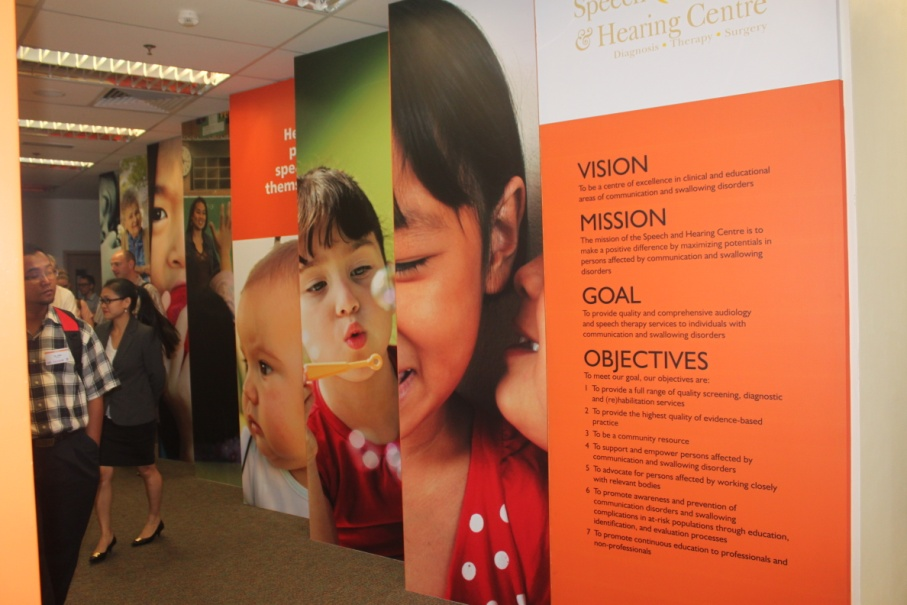 He
p
spe
them
Speech
& Hearing Centre
Diagnosis • Therapy • Surgery
VISION
To be a centre of excellence in clinical and educational
areas of communication and swallowing disorders
MISSION
The mission of the Speech and Hearing Centre is to
make a positive difference by maximizing potentials in
persons affected by communication and swallowing
disorders
GOAL
To provide quality and comprehensive audiology
and speech therapy services to individuals with
communication and swallowing disorders
OBJECTIVES
To meet our goal, our objectives are:
1 To provide a full range of quality screening, diagnostic
and (re)habilitation services
2 To provide the highest quality of evidence-based
practice
3 To be a community resource
4 To support and empower persons affected by
communication and swallowing disorders
5 To advocate for persons affected by working closely
with relevant bodies
6 To promote awareness and prevention of
communication disorders and swallowing
complications in at-risk populations through education,
identification, and evaluation processes
7 To promote continuous education to professionals and
non-professionals